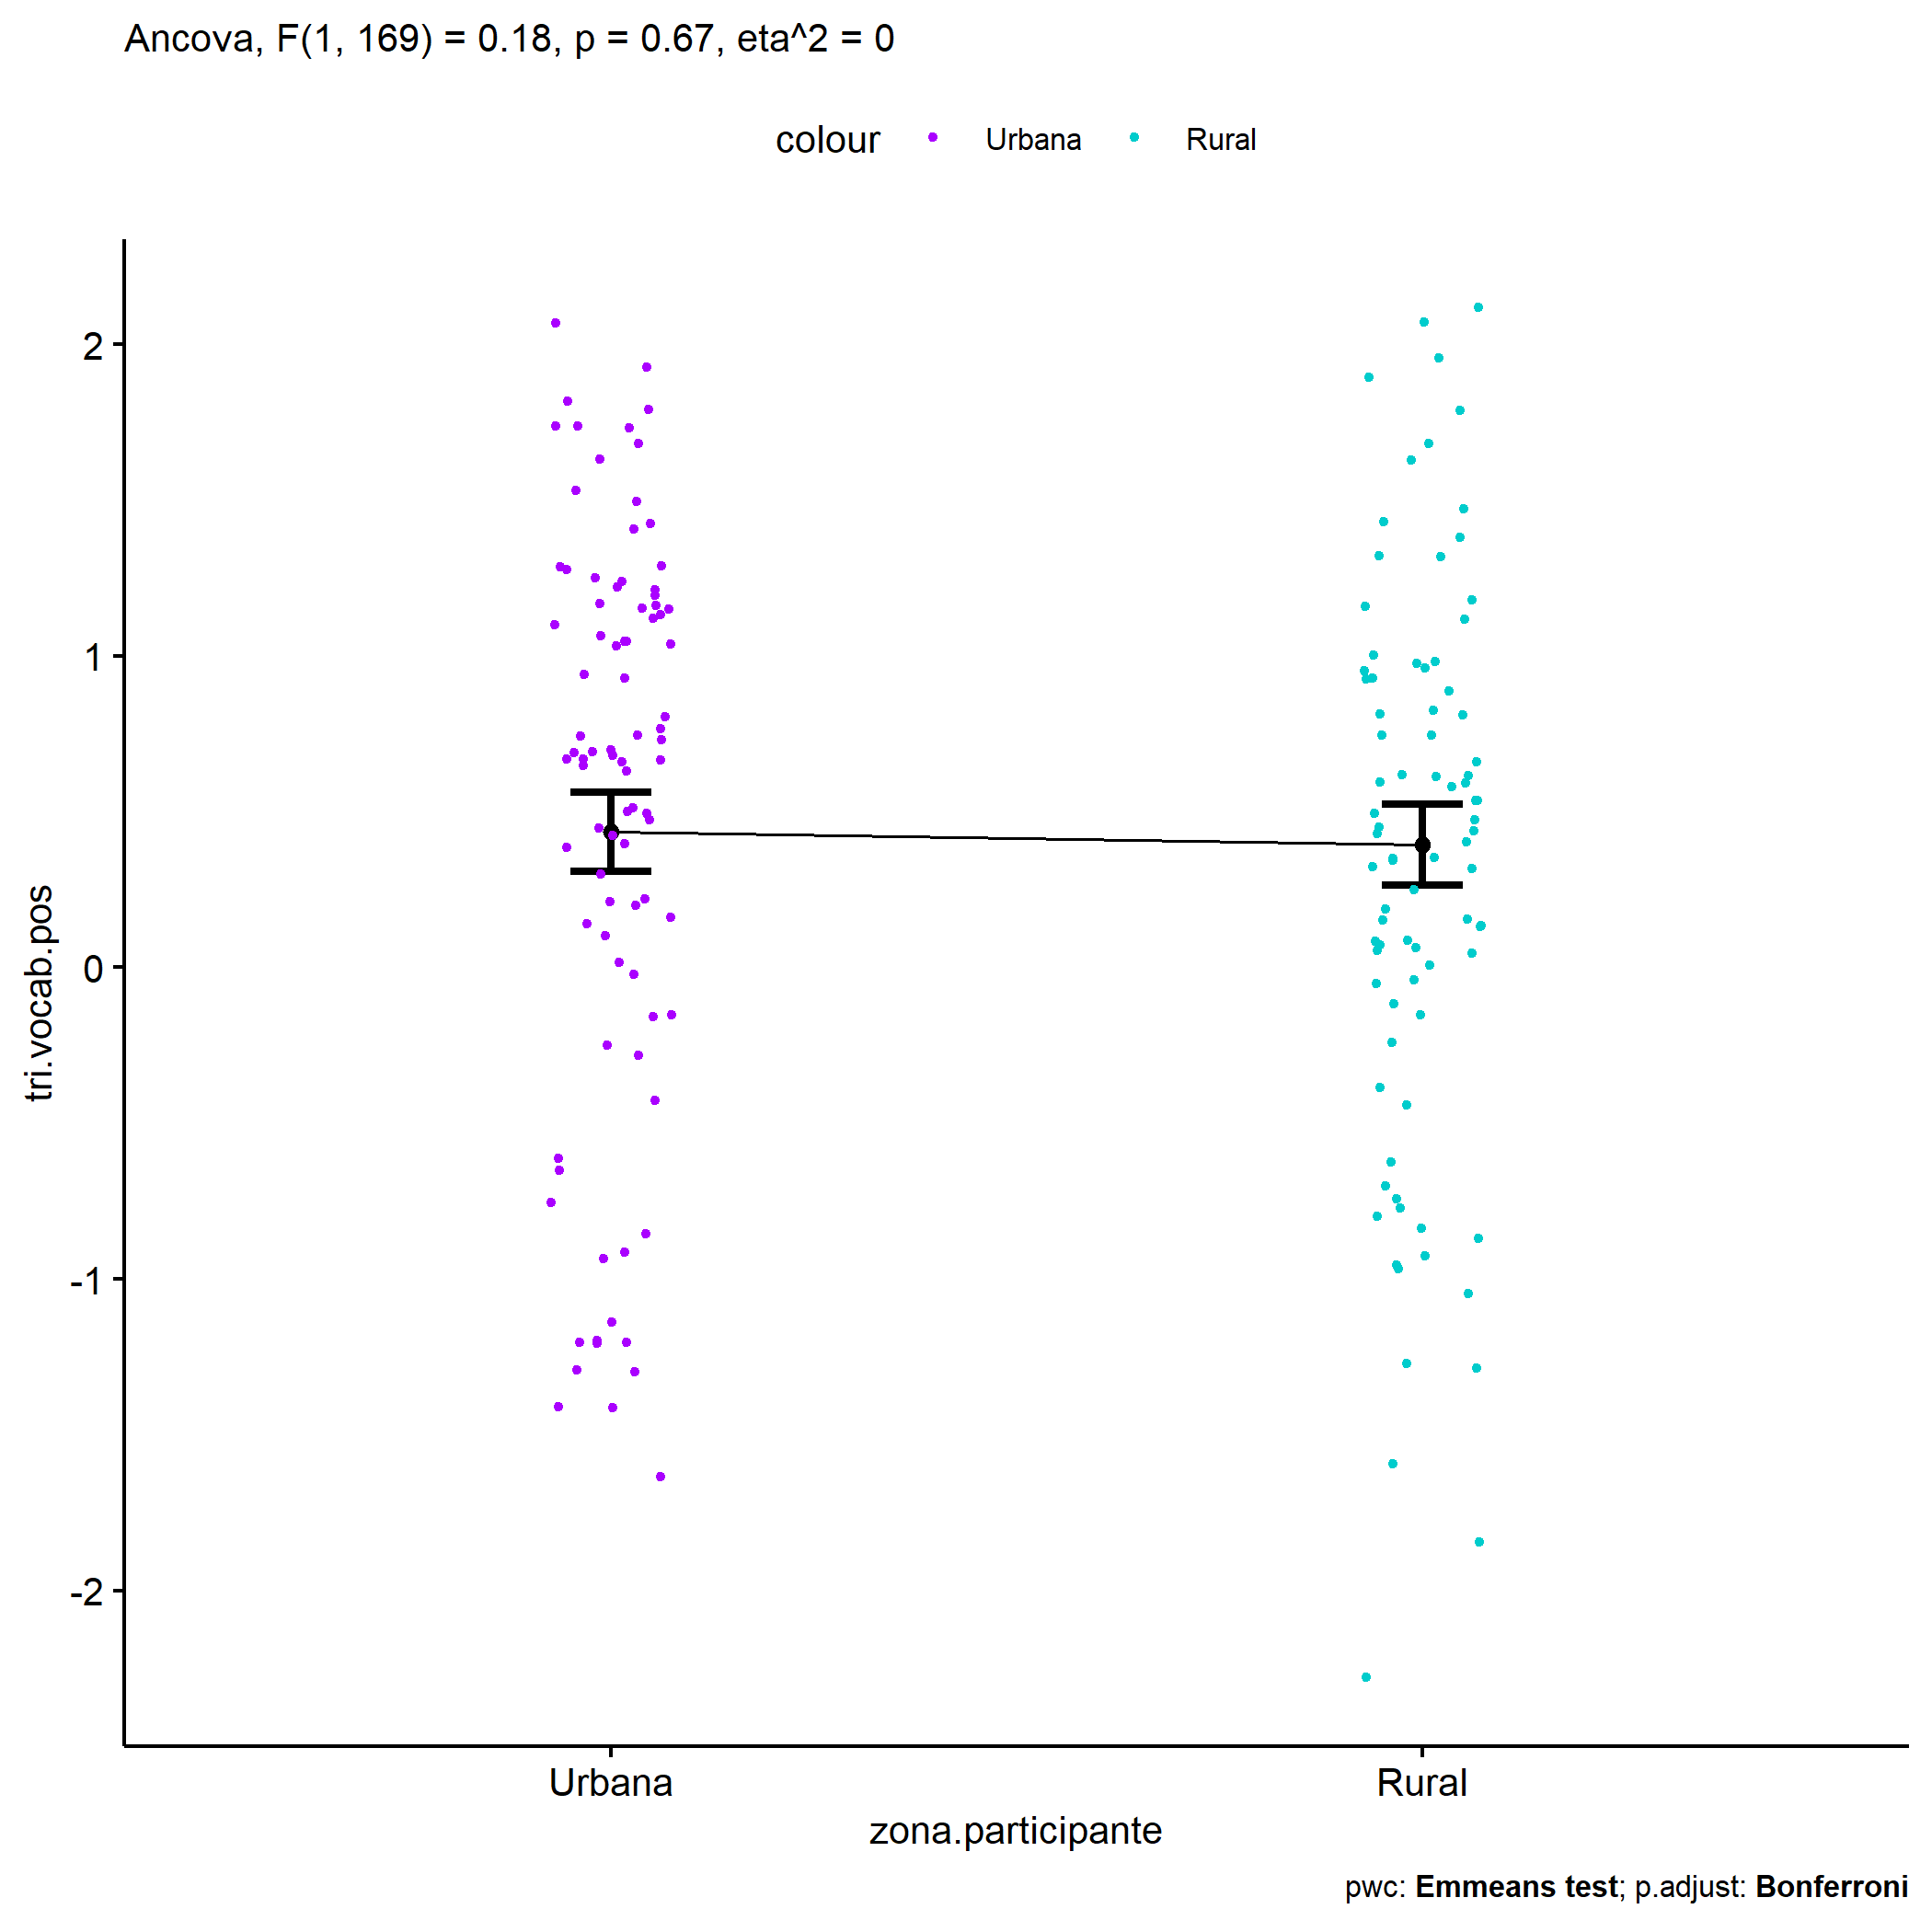 Ancova, F(1, 169) = 0.18, p = 0.67, eta^2 = 0
colour Urbana Rural
2
1
0
-1
-2
tri.vocab.pos
Urbana Rural
zona.participante
pwc: Emmeans test; p.adjust: Bonferroni